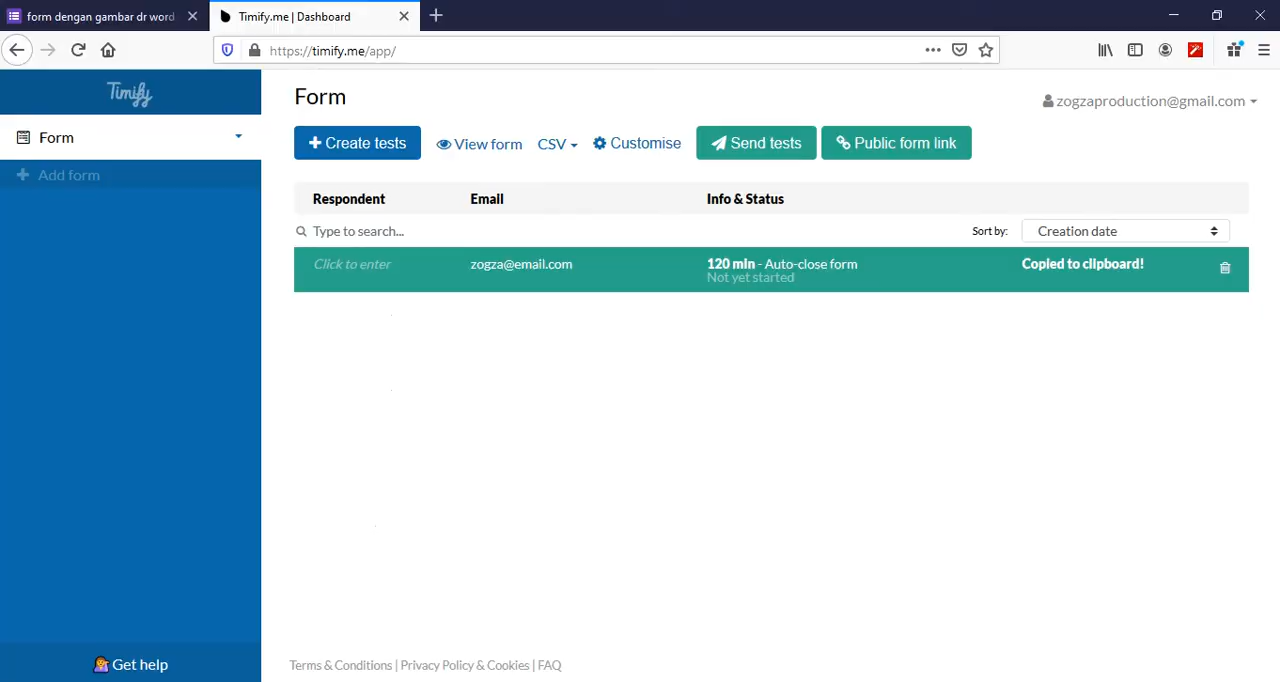 form dengan gambar dr word
Timify.me | Dashboard
https://timify.me/app/
Timify
Form
zogzaproduction@gmail.com
Form
Create tests
View form
CSV
Customise
Send tests
Public form link
Add form
Respondent
Email
Info & Status
Type to search...
Sort by:
Creation date
Click to enter
zogza@email.com
120 min - Auto-close form
Copied to clipboard!
Not yet started
Get help
Terms & Conditions | Privacy Policy & Cookies | FAQ